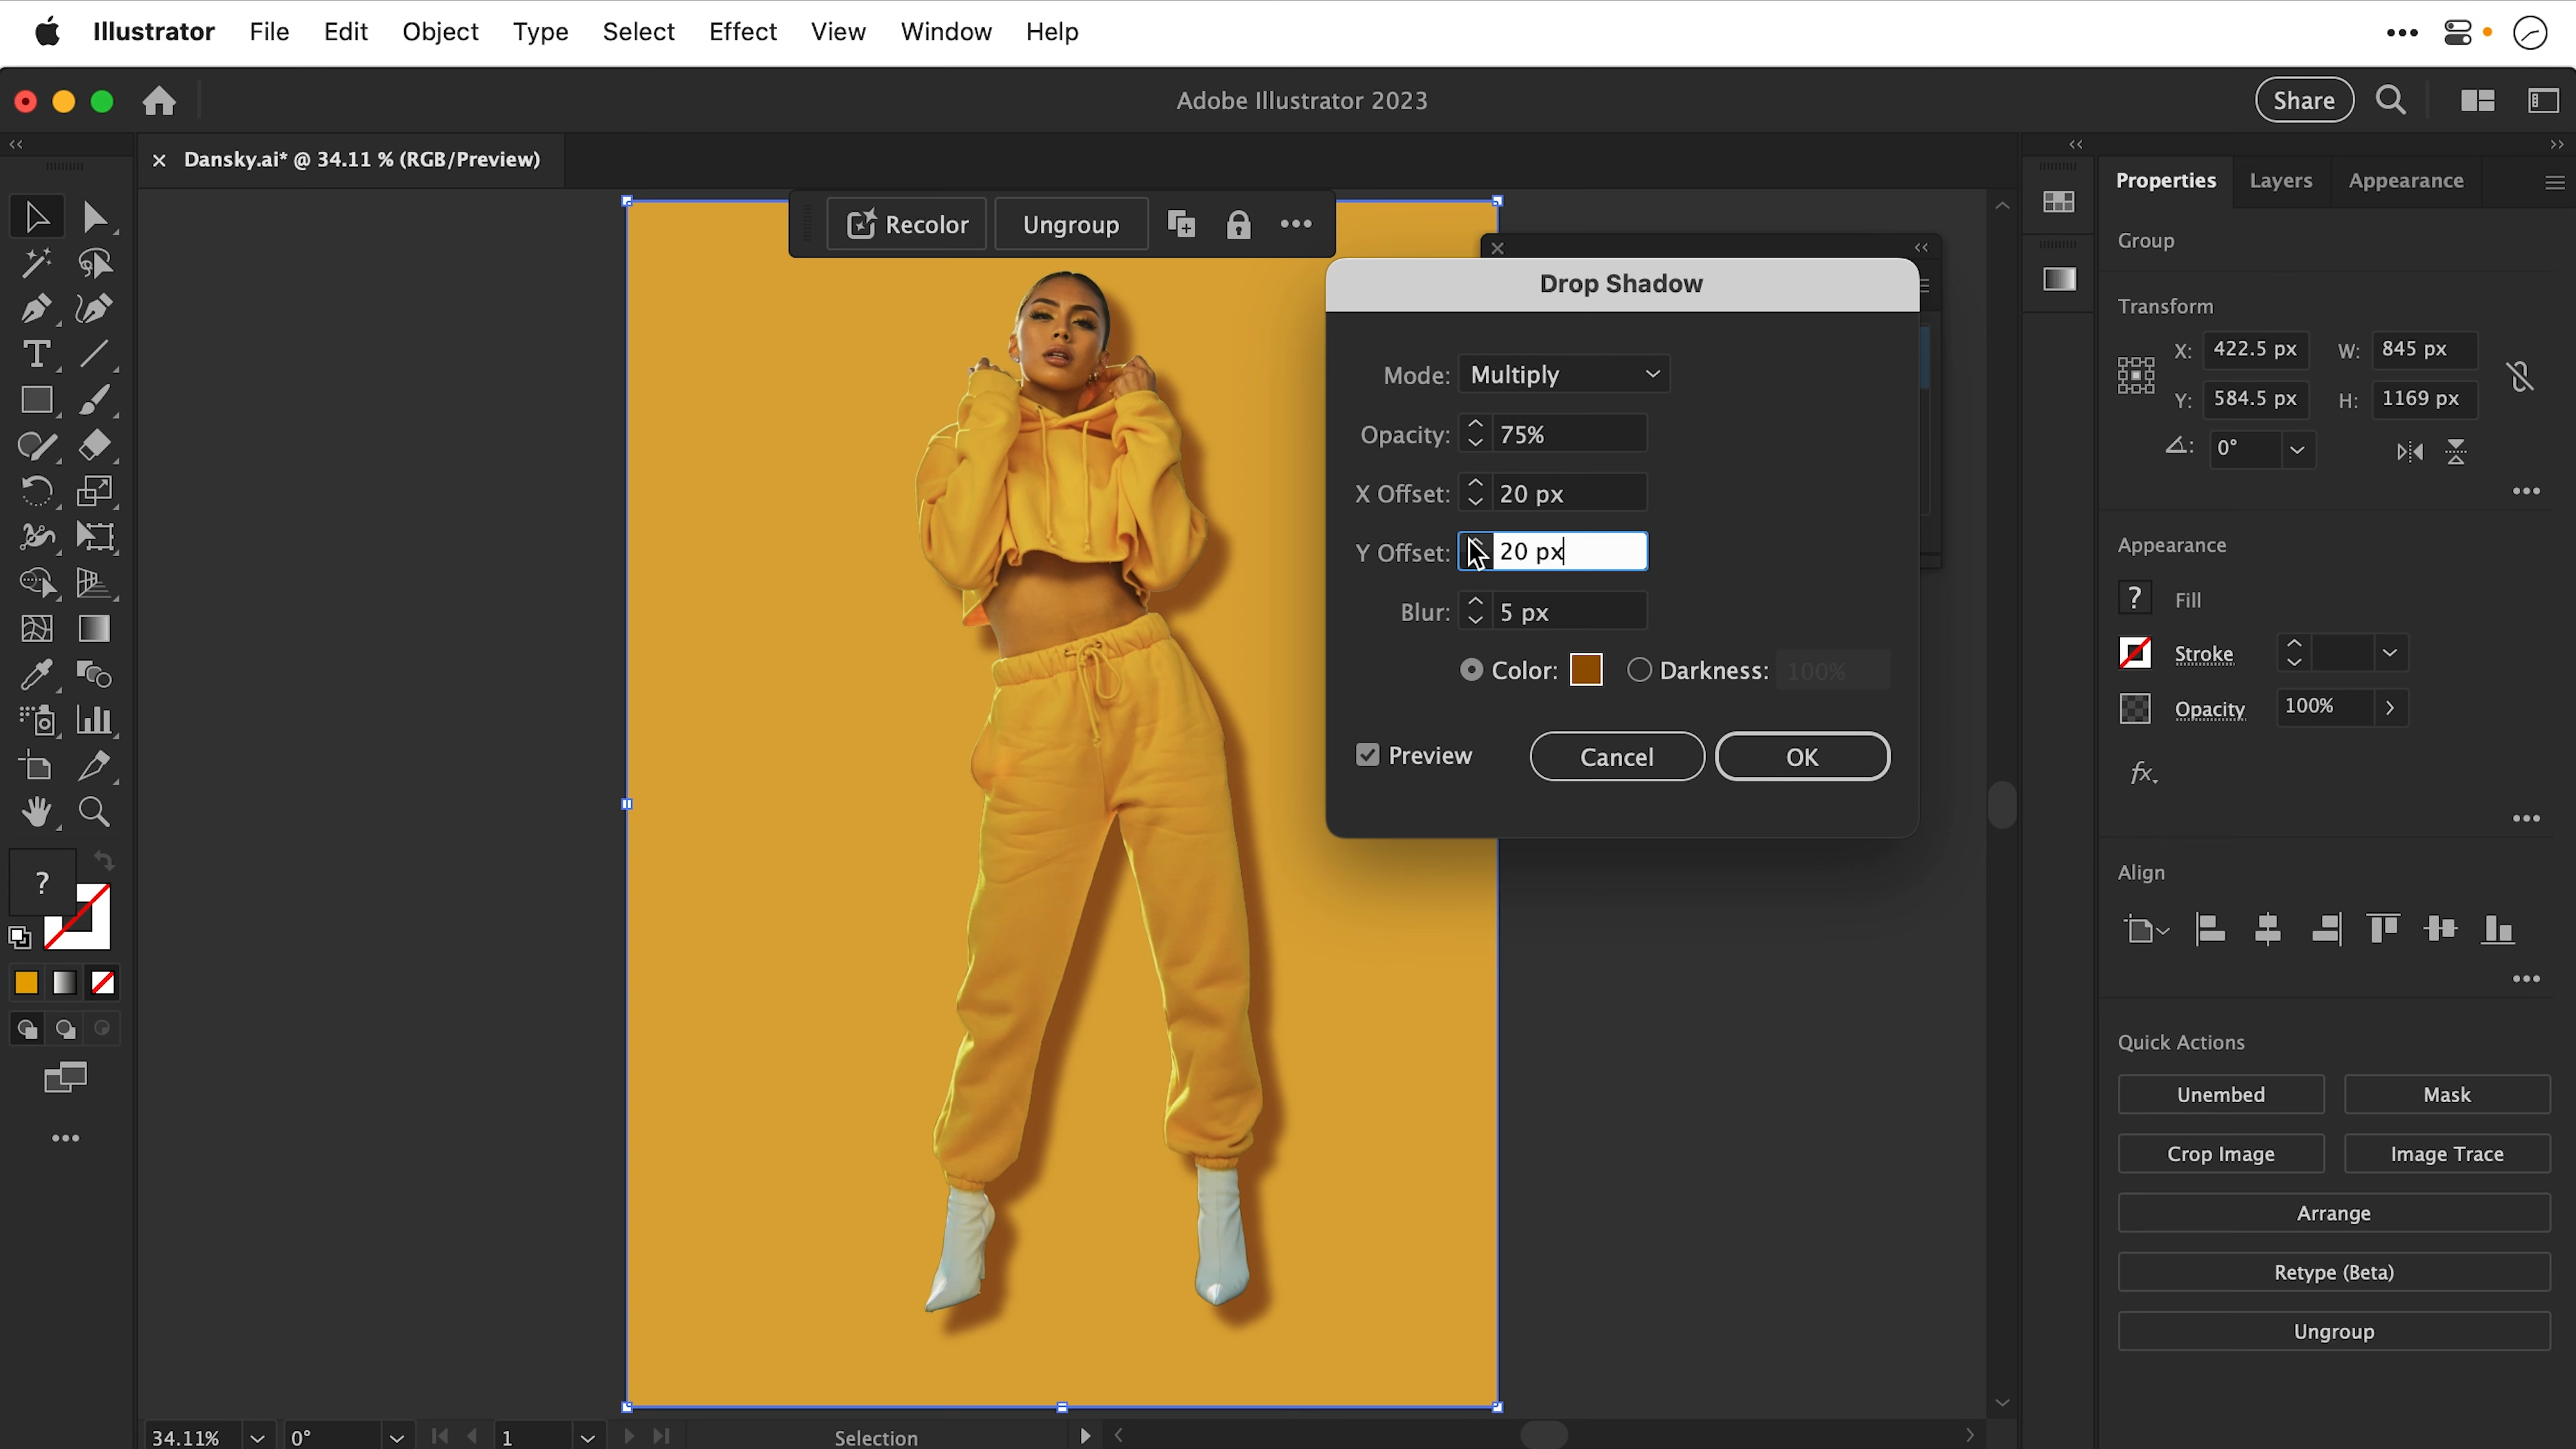 Illustrator File Edit Object Type Select Effect View Window Help
Adobe Illustrator 2023
Share
Dansky.ai* @ 34.11 % (RGB/Preview)
Recolor Ungroup
Drop Shadow
Mode: Multiply
Opacity: 75%
X Offset: 20 px
Y Offset: 20 px
Blur: 5 px
Color: Darkness: 100%
Preview Cancel OK
Properties Layers Appearance
Group
Transform
X: 422.5 px W: 845 px
Y: 584.5 px H: 1169 px
0°
Appearance
? Fill
Stroke
Opacity 100%
fx
Align
Quick Actions
Unembed Mask
Crop Image Image Trace
Arrange
Retype (Beta)
Ungroup
?
34.11% 0° 1 Selection